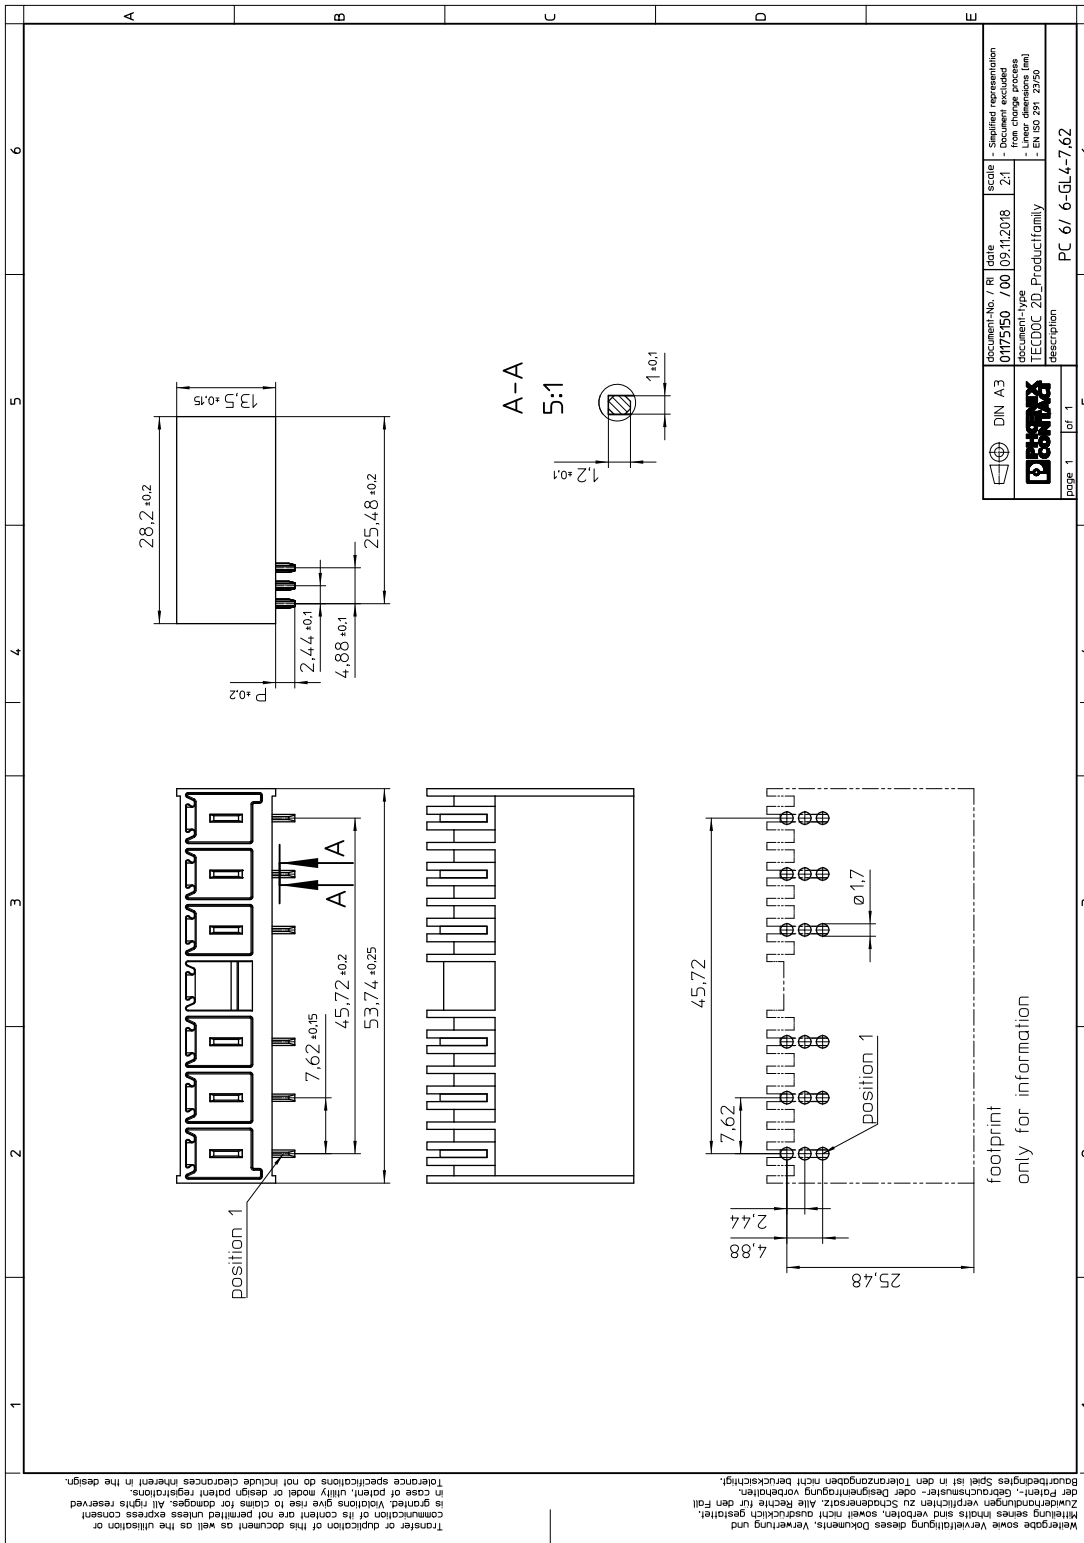 A
B
C
D
E
6
5
4
3
2
1
28,2 ±0,2
13,5 ±0,15
25,48 ±0,2
2,44 ±0,1
4,88 ±0,1
P ±0,2
A-A
5:1
1,2 ±0,1
1 ±0,1
position 1
7,62 ±0,15
45,72 ±0,2
53,74 ±0,25
A
A
45,72
7,62
Ø 1,7
position 1
2,44
4,88
25,48
footprint
only for information
DIN A3
PHOENIX
CONTACT
page 1 of 1
document-No. / RI
01175150 / 00
date
09.11.2018
scale
2:1
document-type
TECDOC 2D_Productfamily
description
PC 6/ 6-GL4-7,62
- Simplified representation
- Document excluded
from change process
- Linear dimensions [mm]
- EN ISO 291 23/50
Transfer or duplication of this document as well as the utilisation or
communication of its content are not permitted unless express consent
is granted. Violations give rise to claims for damages. All rights reserved
in case of patent, utility model or design patent registrations.
Tolerance specifications do not include clearances inherent in the design.
Weitergabe sowie Vervielfältigung dieses Dokuments, Verwertung und
Mitteilung seines Inhalts sind verboten, soweit nicht ausdrücklich gestattet.
Zuwiderhandlungen verpflichten zu Schadenersatz. Alle Rechte für den Fall
der Patent-, Gebrauchsmuster- oder Designeintragung vorbehalten.
Bauartbedingtes Spiel ist in den Toleranzangaben nicht berücksichtigt.